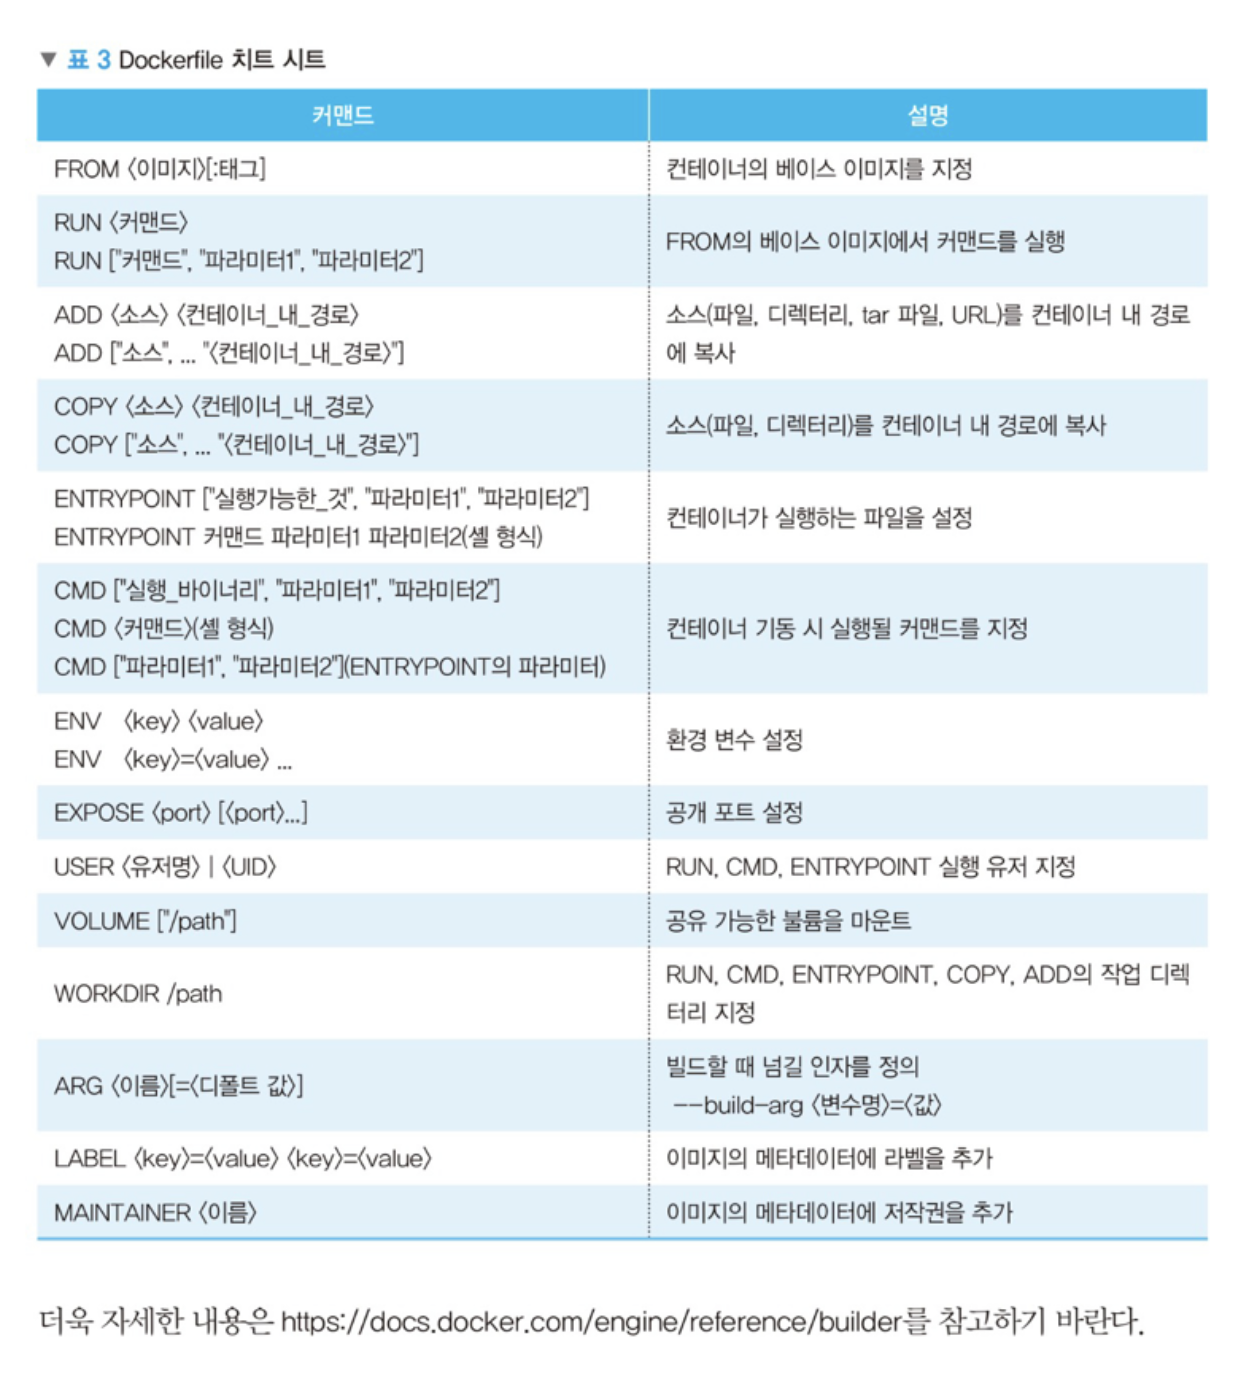 ▼ 표 3 Dockerfile 치트 시트
커맨드 설명
FROM 〈이미지〉[:태그] 컨테이너의 베이스 이미지를 지정
RUN 〈커맨드〉
RUN ["커맨드", "파라미터1", "파라미터2"]
FROM의 베이스 이미지에서 커맨드를 실행
ADD 〈소스〉 〈컨테이너_내_경로〉
ADD ["소스", ... "〈컨테이너_내_경로〉"]
소스(파일, 디렉터리, tar 파일, URL)를 컨테이너 내 경로
에 복사
COPY 〈소스〉 〈컨테이너_내_경로〉
COPY ["소스", ... "〈컨테이너_내_경로〉"]
소스(파일, 디렉터리)를 컨테이너 내 경로에 복사
ENTRYPOINT ["실행가능한_것", "파라미터1", "파라미터2"]
ENTRYPOINT 커맨드 파라미터1 파라미터2(셸 형식)
컨테이너가 실행하는 파일을 설정
CMD ["실행_바이너리", "파라미터1", "파라미터2"]
CMD 〈커맨드〉(셸 형식)
CMD ["파라미터1", "파라미터2"](ENTRYPOINT의 파라미터)
컨테이너 기동 시 실행될 커맨드를 지정
ENV 〈key〉 〈value〉
ENV 〈key〉=〈value〉 ...
환경 변수 설정
EXPOSE 〈port〉 [〈port〉...] 공개 포트 설정
USER 〈유저명〉 | 〈UID〉 RUN, CMD, ENTRYPOINT 실행 유저 지정
VOLUME ["/path"] 공유 가능한 불륨을 마운트
WORKDIR /path
RUN, CMD, ENTRYPOINT, COPY, ADD의 작업 디렉
터리 지정
ARG 〈이름〉[=〈디폴트 값〉]
빌드할 때 넘길 인자를 정의
--build-arg 〈변수명〉=〈값〉
LABEL 〈key〉=〈value〉 〈key〉=〈value〉 이미지의 메타데이터에 라벨을 추가
MAINTAINER 〈이름〉 이미지의 메타데이터에 저작권을 추가
더욱 자세한 내용은 https://docs.docker.com/engine/reference/builder를 참고하기 바란다.